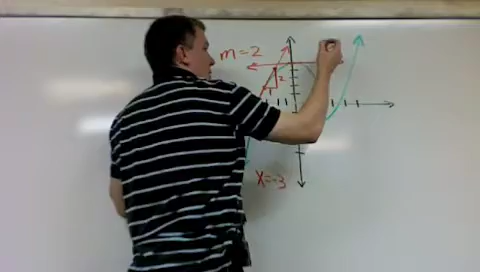 m = 2
2
1
x = -3